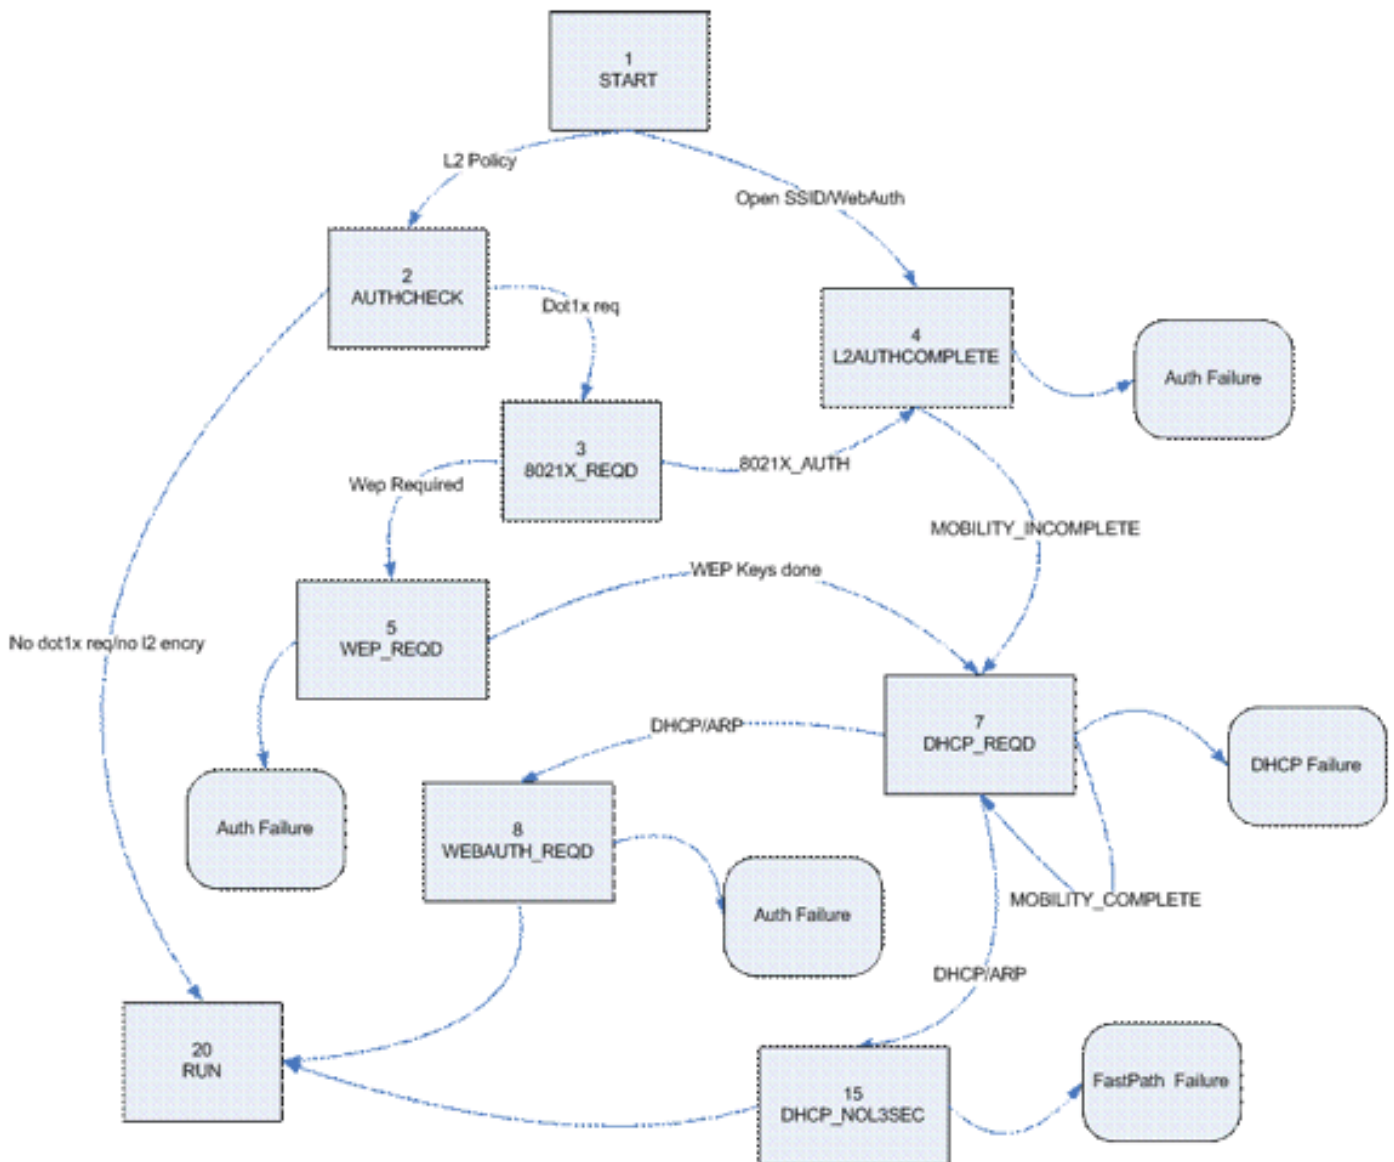 1
START
L2 Policy
Open SSID/WebAuth
2
AUTHCHECK
Dot1x req
4
L2AUTHCOMPLETE
Auth Failure
3
8021X_REQD
8021X_AUTH
Wep Required
MOBILITY_INCOMPLETE
WEP Keys done
5
WEP_REQD
No dot1x req/no l2 encry
7
DHCP_REQD
DHCP/ARP
DHCP Failure
Auth Failure
8
WEBAUTH_REQD
MOBILITY_COMPLETE
Auth Failure
DHCP/ARP
20
RUN
FastPath Failure
15
DHCP_NOL3SEC